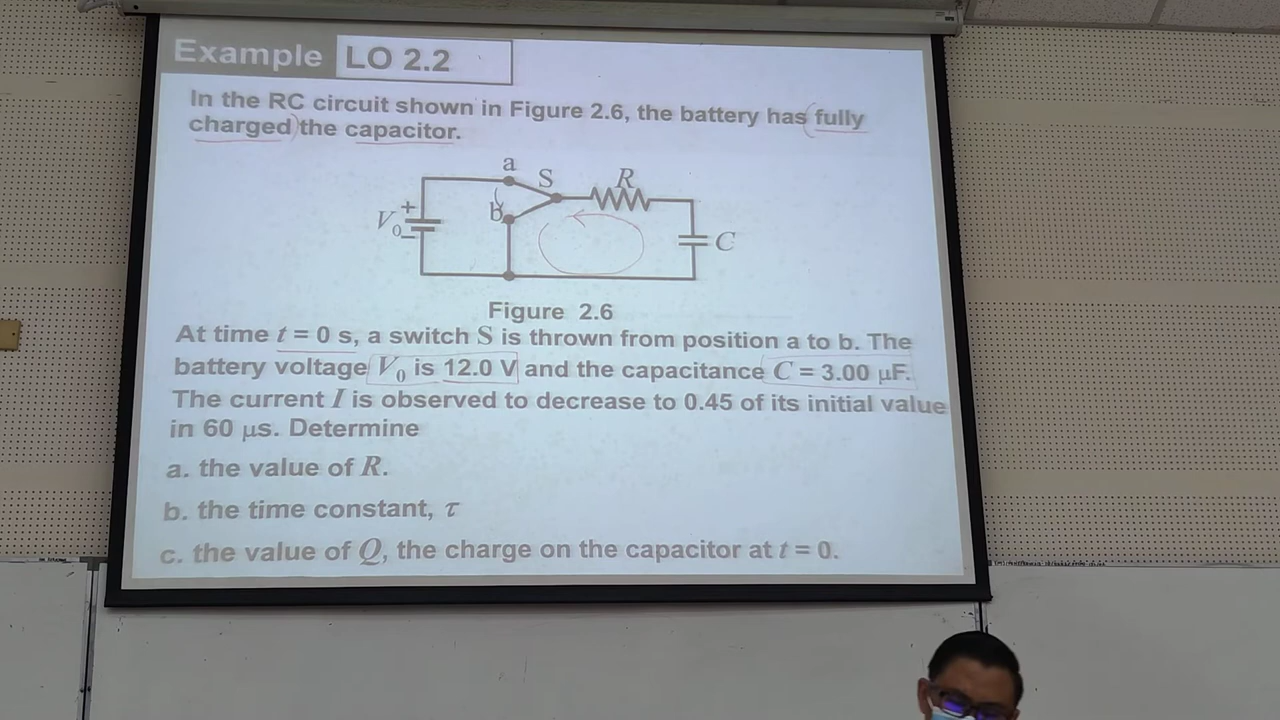 Example LO 2.2
In the RC circuit shown in Figure 2.6, the battery has fully
charged the capacitor.
a
S
R
b
+
V0
−
C
Figure 2.6
At time t = 0 s, a switch S is thrown from position a to b. The
battery voltage V0 is 12.0 V and the capacitance C = 3.00 μF.
The current I is observed to decrease to 0.45 of its initial value
in 60 μs. Determine
a. the value of R.
b. the time constant, τ
c. the value of Q, the charge on the capacitor at t = 0.